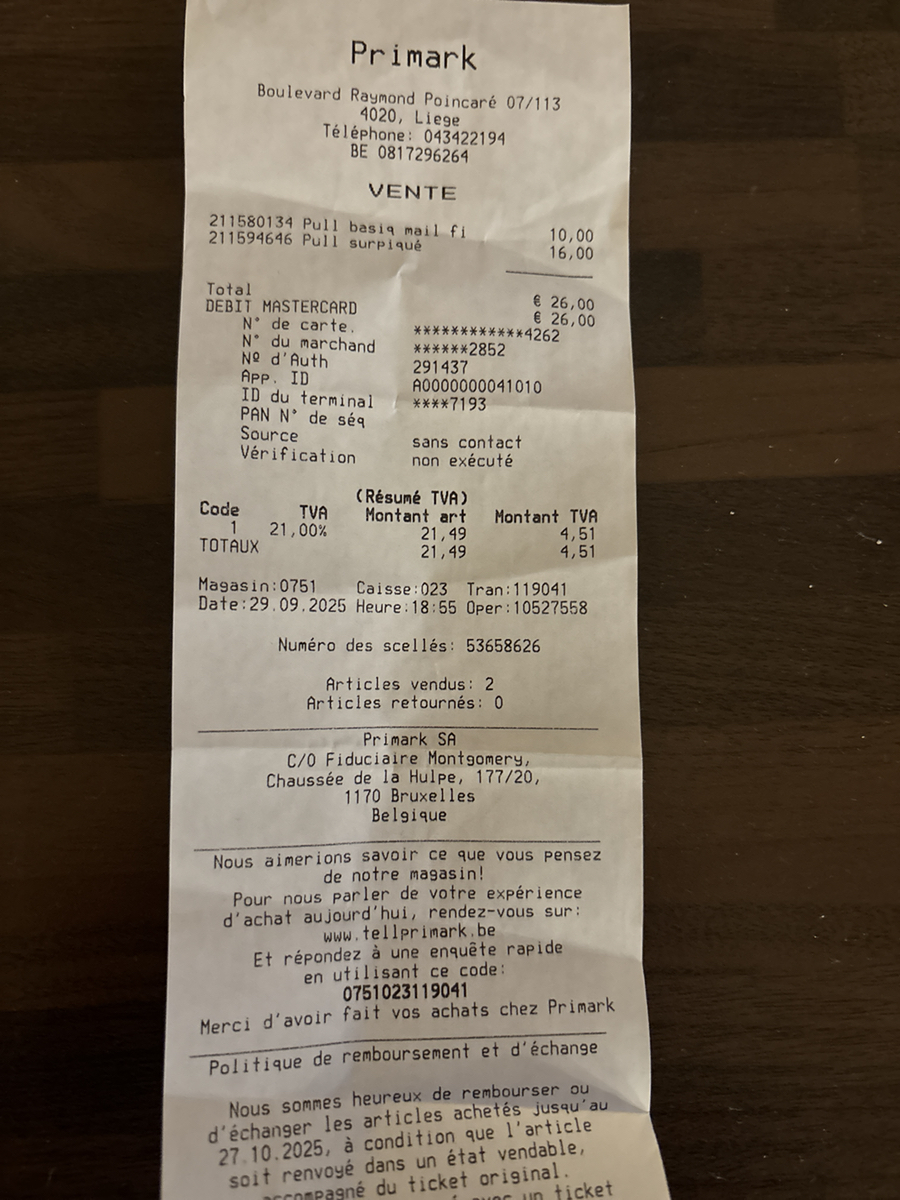 Primark
Boulevard Raymond Poincaré 07/113
4020, Liege
Téléphone: 043422194
BE 0817296264
VENTE
211580134 Pull basiq mail fi 10,00
211594646 Pull surpiqué 16,00
Total € 26,00
DEBIT MASTERCARD € 26,00
N° de carte. ************4262
N° du marchand ******2852
Nº d'Auth 291437
App. ID A0000000041010
ID du terminal ****7193
PAN N° de séq
Source sans contact
Vérification non exécuté
(Résumé TVA)
Code TVA Montant art Montant TVA
1 21,00% 21,49 4,51
TOTAUX 21,49 4,51
Magasin:0751 Caisse:023 Tran:119041
Date:29.09.2025 Heure:18:55 Oper:10527558
Numéro des scellés: 53658626
Articles vendus: 2
Articles retournés: 0
Primark SA
C/O Fiduciaire Montgomery,
Chaussée de la Hulpe, 177/20,
1170 Bruxelles
Belgique
Nous aimerions savoir ce que vous pensez
de notre magasin!
Pour nous parler de votre expérience
d'achat aujourd'hui, rendez-vous sur:
www.tellprimark.be
Et répondez à une enquête rapide
en utilisant ce code:
0751023119041
Merci d'avoir fait vos achats chez Primark
Politique de remboursement et d'échange
Nous sommes heureux de rembourser ou
d'échanger les articles achetés jusqu'au
27.10.2025, à condition que l'article
soit renvoyé dans un état vendable,
accompagné du ticket original.
avec un ticket